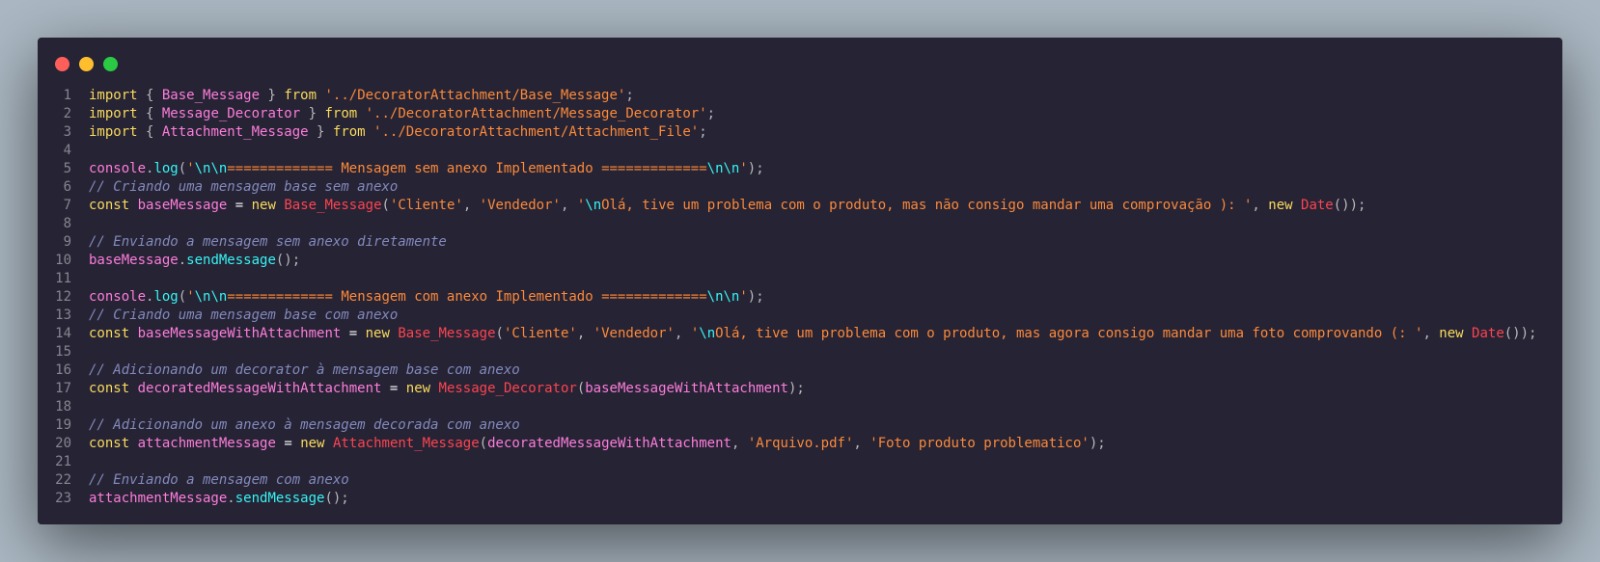 1 import { Base_Message } from '../DecoratorAttachment/Base_Message';
2 import { Message_Decorator } from '../DecoratorAttachment/Message_Decorator';
3 import { Attachment_Message } from '../DecoratorAttachment/Attachment_File';
4
5 console.log('\n\n============= Mensagem sem anexo Implementado =============\n\n');
6 // Criando uma mensagem base sem anexo
7 const baseMessage = new Base_Message('Cliente', 'Vendedor', '\nOlá, tive um problema com o produto, mas não consigo mandar uma comprovação ): ', new Date());
8
9 // Enviando a mensagem sem anexo diretamente
10 baseMessage.sendMessage();
11
12 console.log('\n\n============= Mensagem com anexo Implementado =============\n\n');
13 // Criando uma mensagem base com anexo
14 const baseMessageWithAttachment = new Base_Message('Cliente', 'Vendedor', '\nOlá, tive um problema com o produto, mas agora consigo mandar uma foto comprovando (: ', new Date());
15
16 // Adicionando um decorator à mensagem base com anexo
17 const decoratedMessageWithAttachment = new Message_Decorator(baseMessageWithAttachment);
18
19 // Adicionando um anexo à mensagem decorada com anexo
20 const attachmentMessage = new Attachment_Message(decoratedMessageWithAttachment, 'Arquivo.pdf', 'Foto produto problematico');
21
22 // Enviando a mensagem com anexo
23 attachmentMessage.sendMessage();